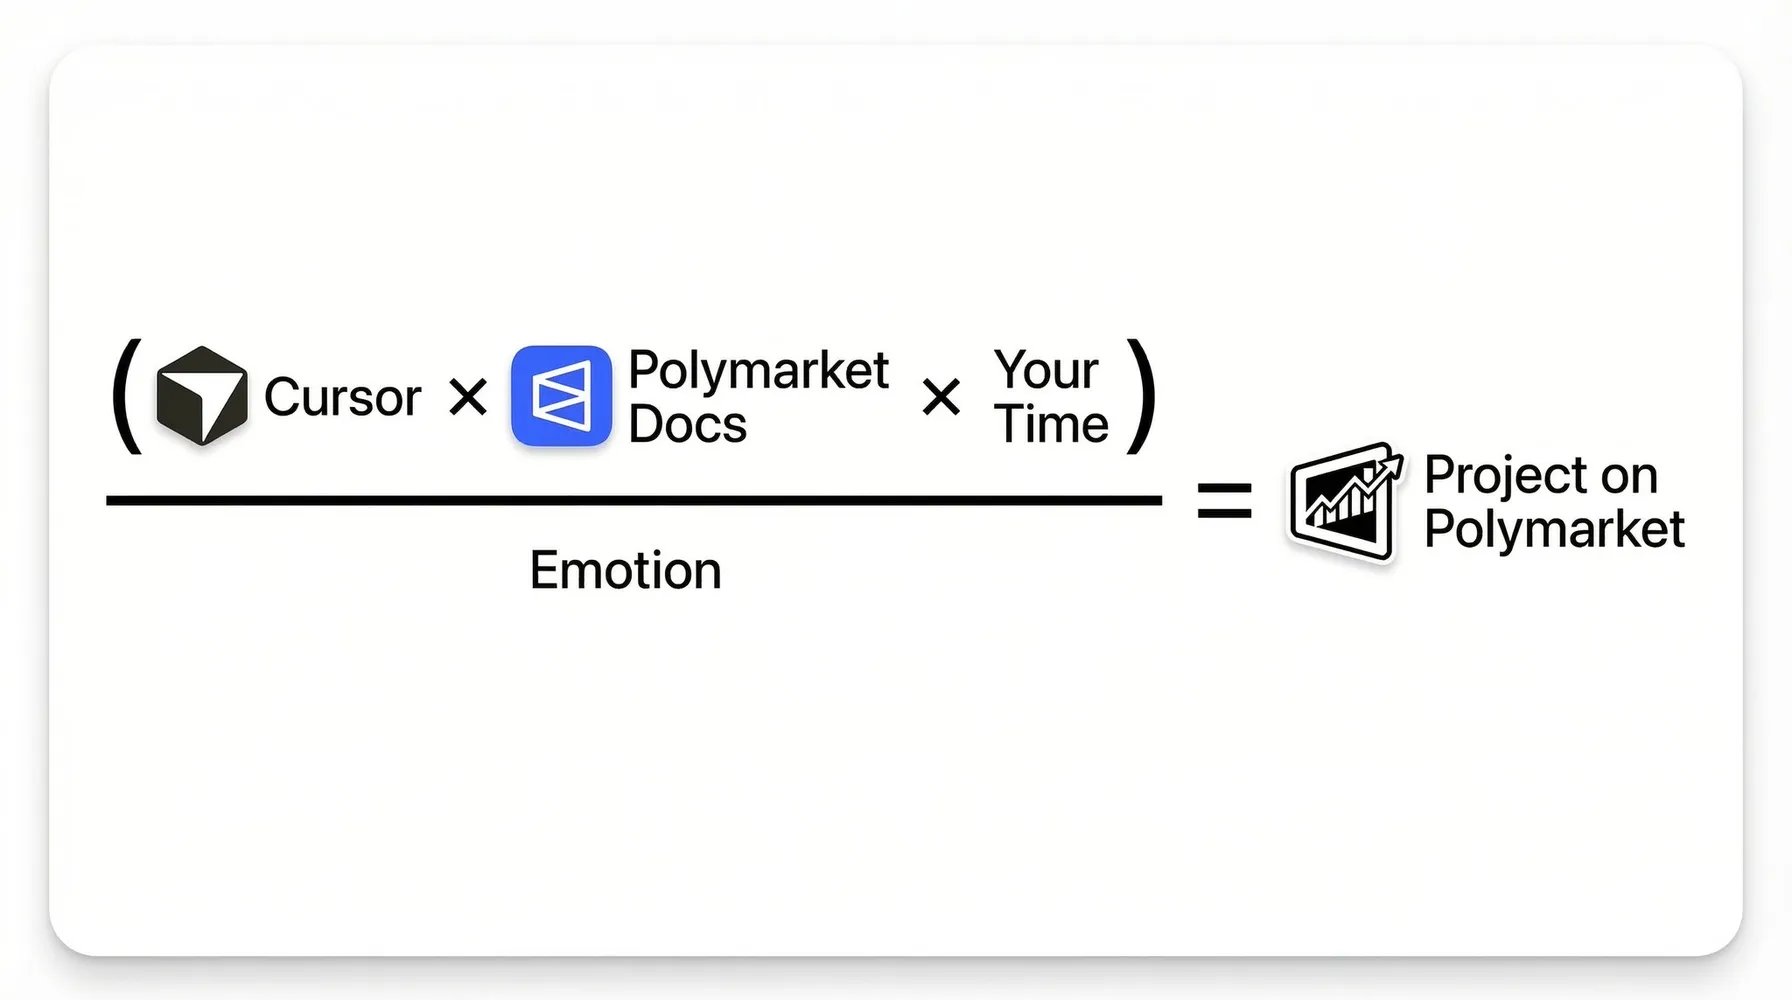 ( Cursor × Polymarket
Docs × Your
Time )
Emotion
= Project on
Polymarket